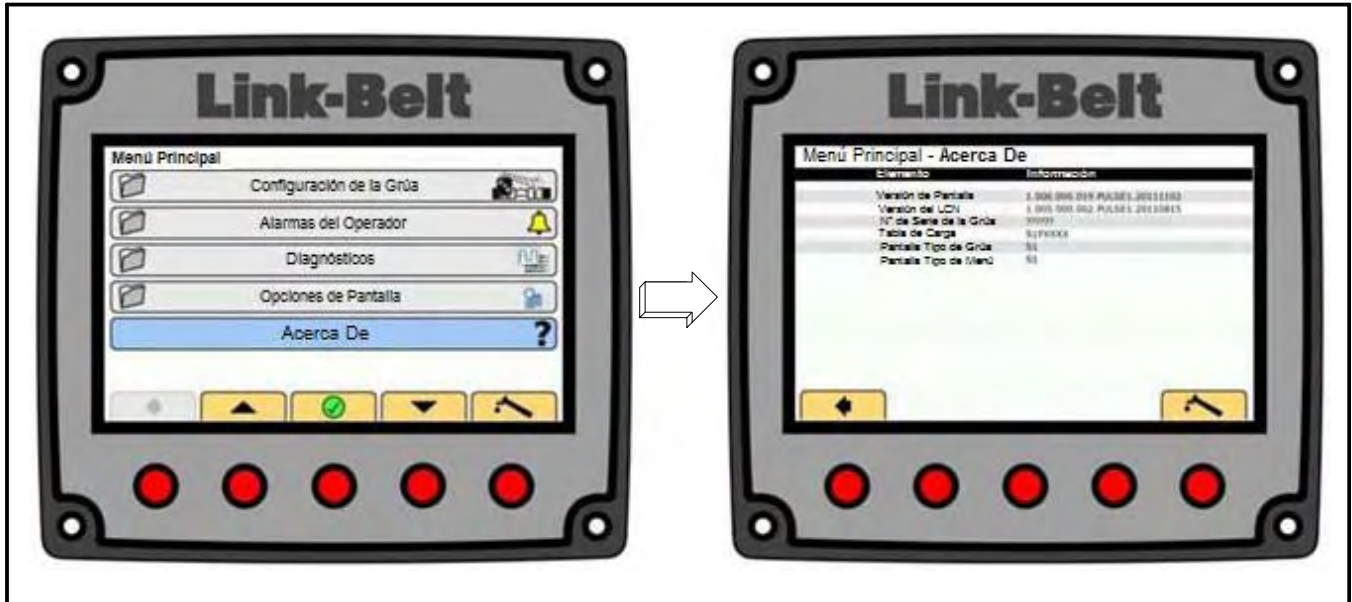 Link-Belt
Menú Principal
Configuración de la Grúa
Alarmas del Operador
Diagnósticos
Opciones de Pantalla
Acerca De
?
Link-Belt
Menú Principal - Acerca De
Elemento Información
Versión de Pantalla
Versión del LCN
N° de Serie de la Grúa
Tabla de Carga
Pantalla Tipo de Grúa
Pantalla Tipo de Menú